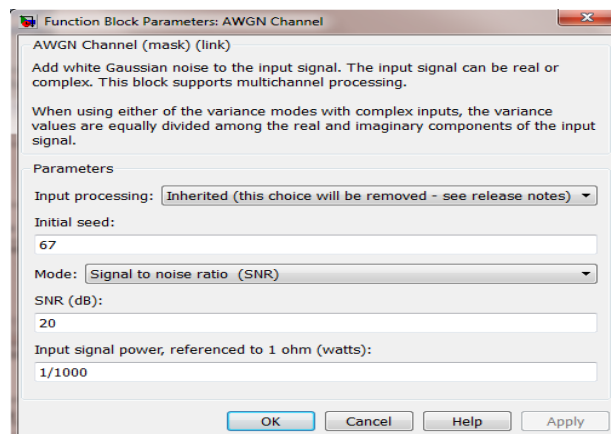 Function Block Parameters: AWGN Channel
AWGN Channel (mask) (link)
Add white Gaussian noise to the input signal. The input signal can be real or
complex. This block supports multichannel processing.
When using either of the variance modes with complex inputs, the variance
values are equally divided among the real and imaginary components of the input
signal.
Parameters
Input processing: Inherited (this choice will be removed - see release notes)
Initial seed:
67
Mode: Signal to noise ratio (SNR)
SNR (dB):
20
Input signal power, referenced to 1 ohm (watts):
1/1000
OK Cancel Help Apply